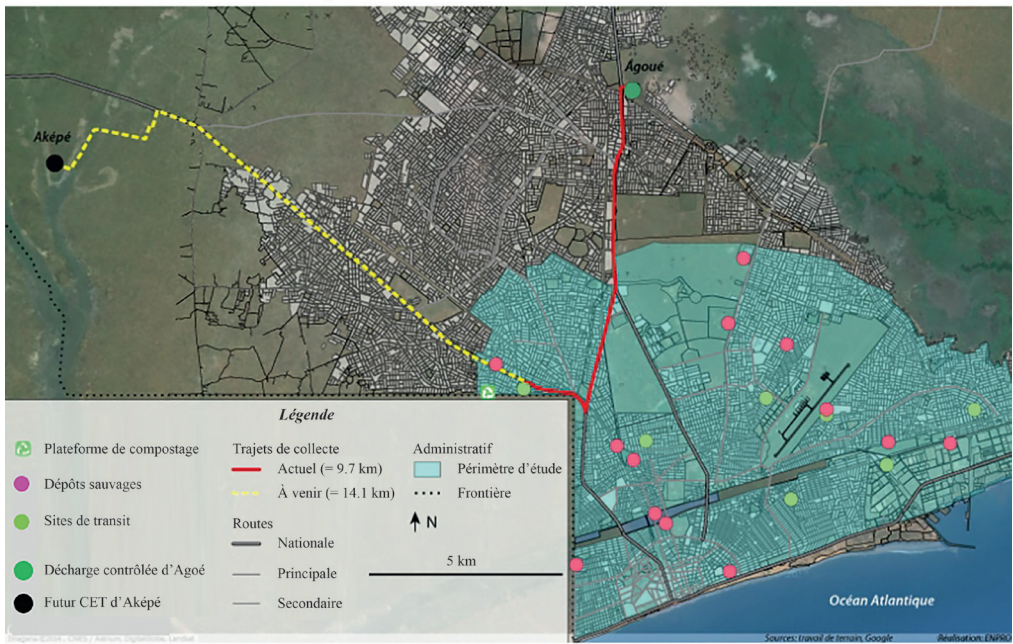 Agoué
Aképé
Légende
Plateforme de compostage
Dépôts sauvages
Sites de transit
Décharge contrôlée d'Agoé
Futur CET d'Aképé
Trajets de collecte
Actuel (= 9.7 km)
À venir (= 14.1 km)
Routes
Nationale
Principale
Secondaire
Administratif
Périmètre d'étude
Frontière
N
5 km
Océan Atlantique
Sources: travail de terrain, Google
Réalisation: ENPRO